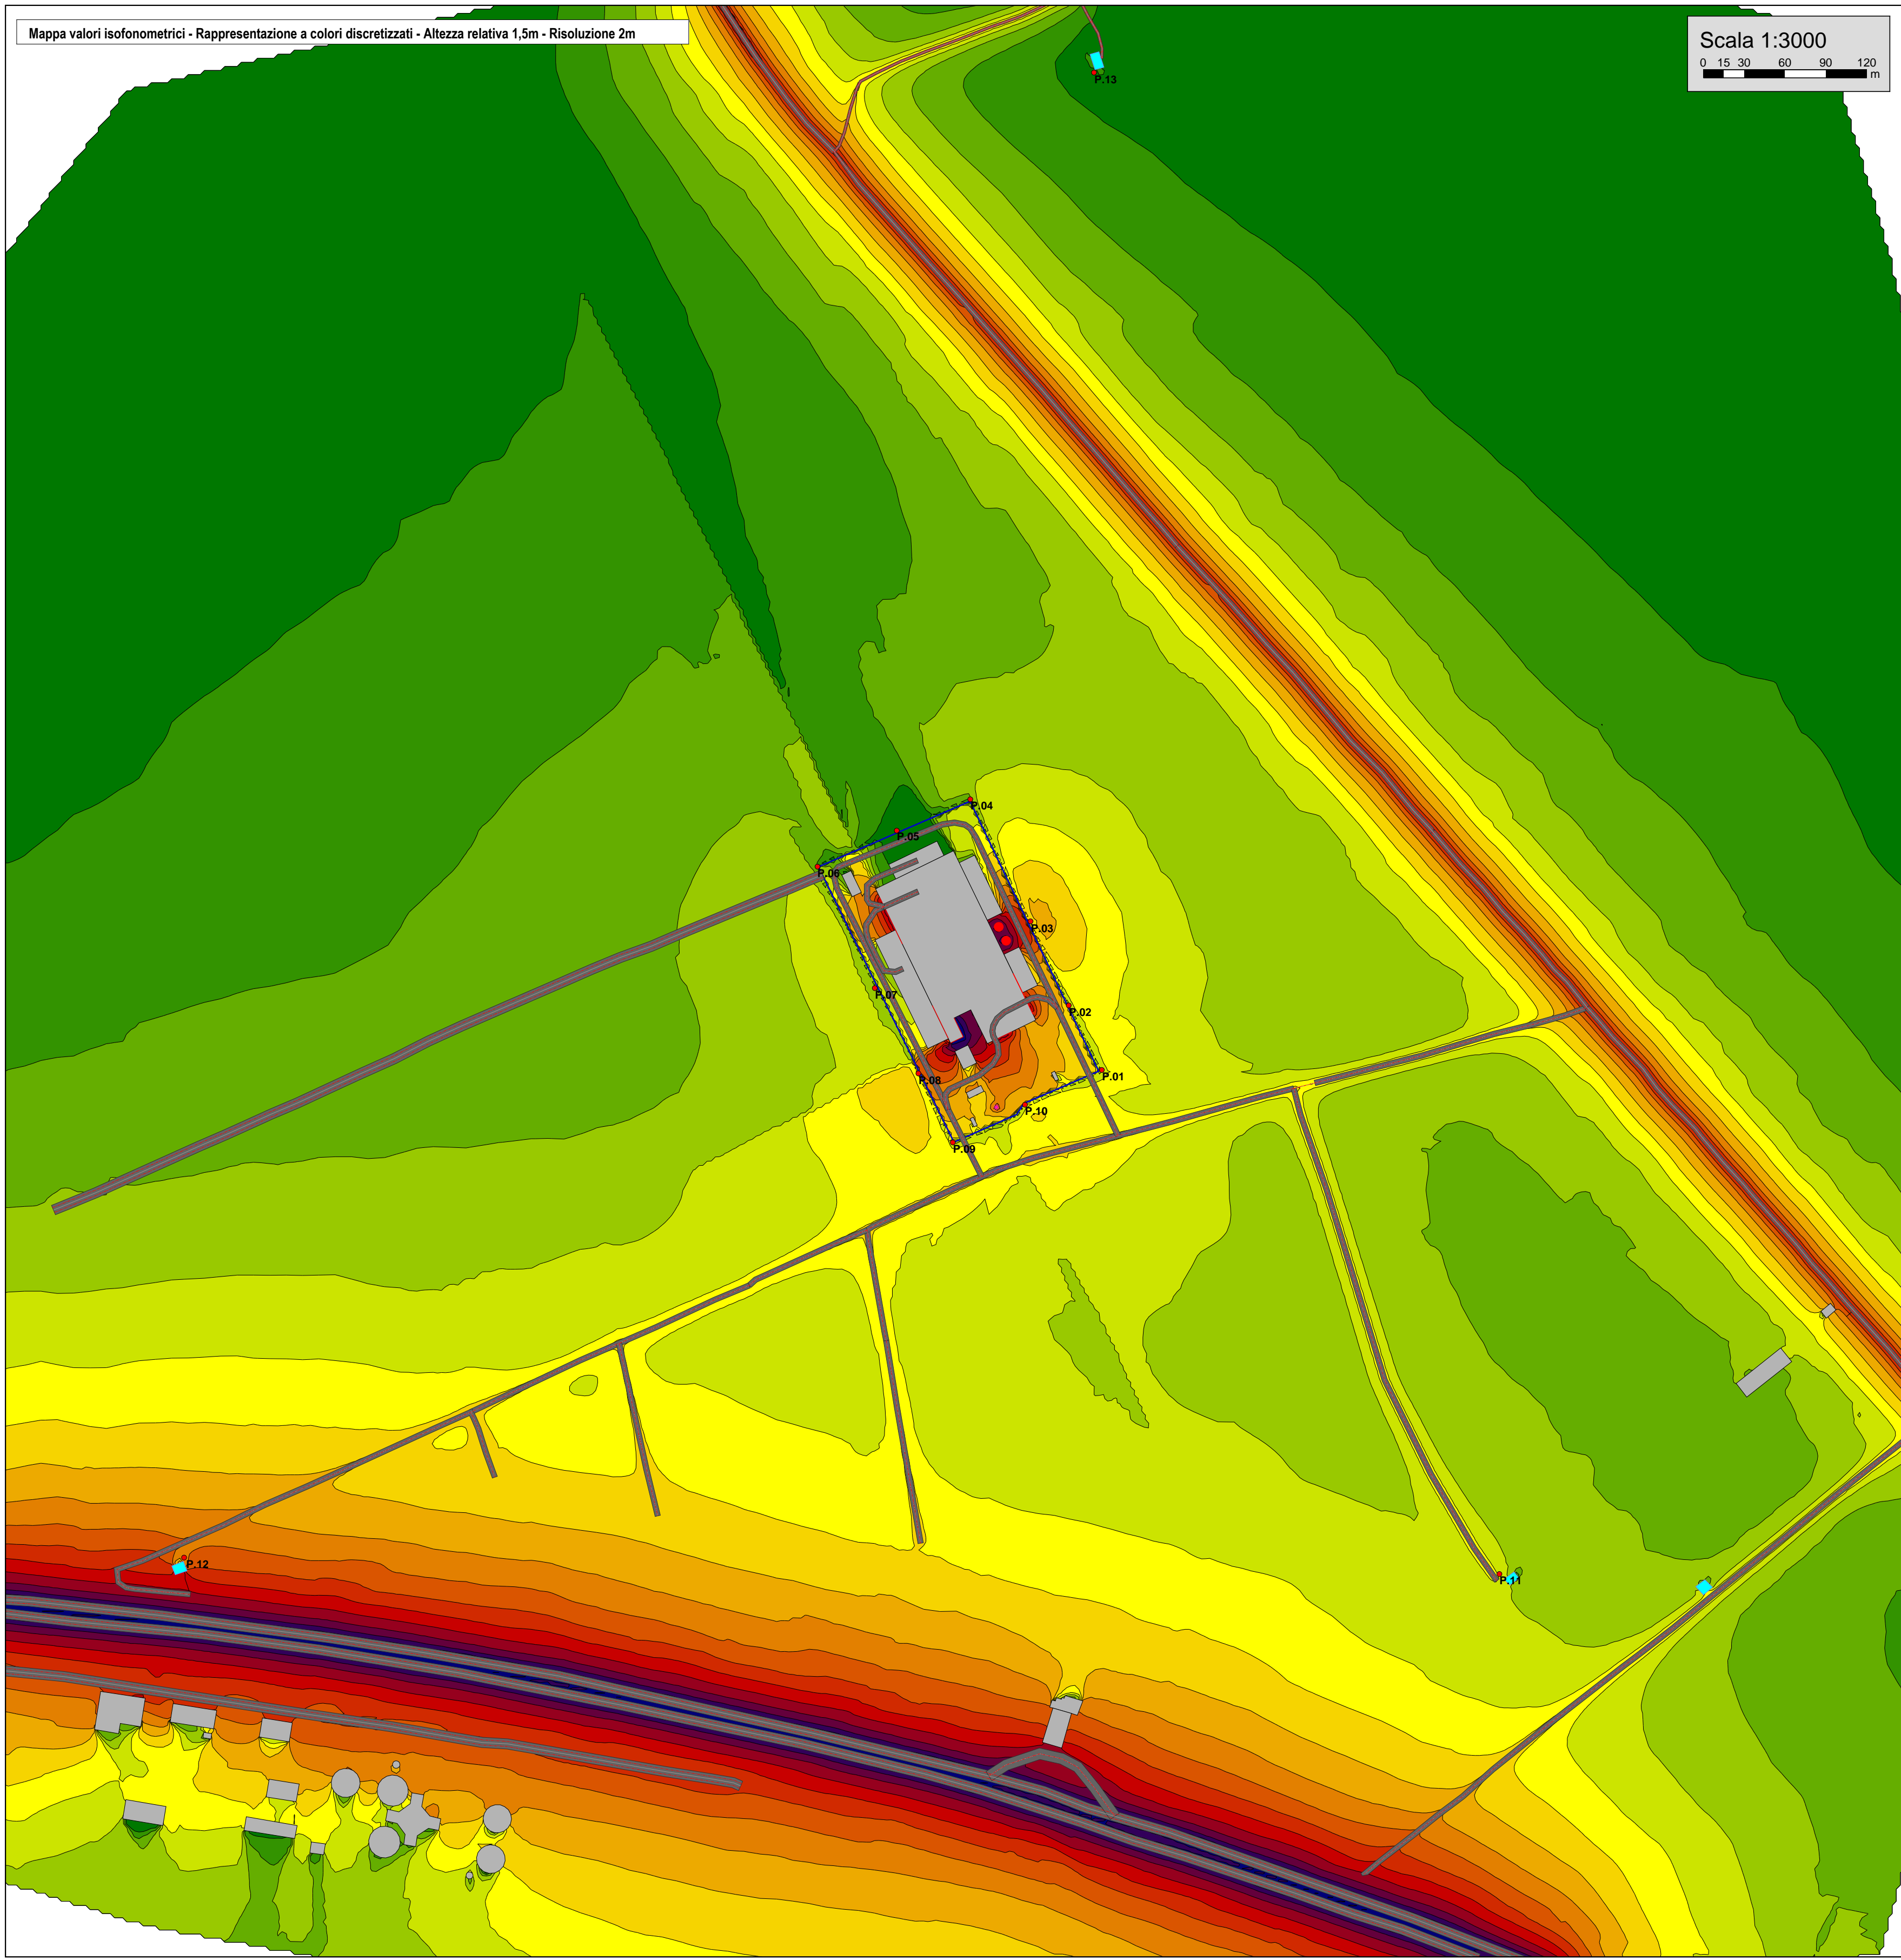 Mappa valori isofonometrici - Rappresentazione a colori discretizzati - Altezza relativa 1,5m - Risoluzione 2m
Scala 1:3000
0 15 30 60 90 120
m
P.13
P.04
P.05
P.06
P.03
P.07
P.02
P.01
P.08
P.10
P.09
P.12
P.11